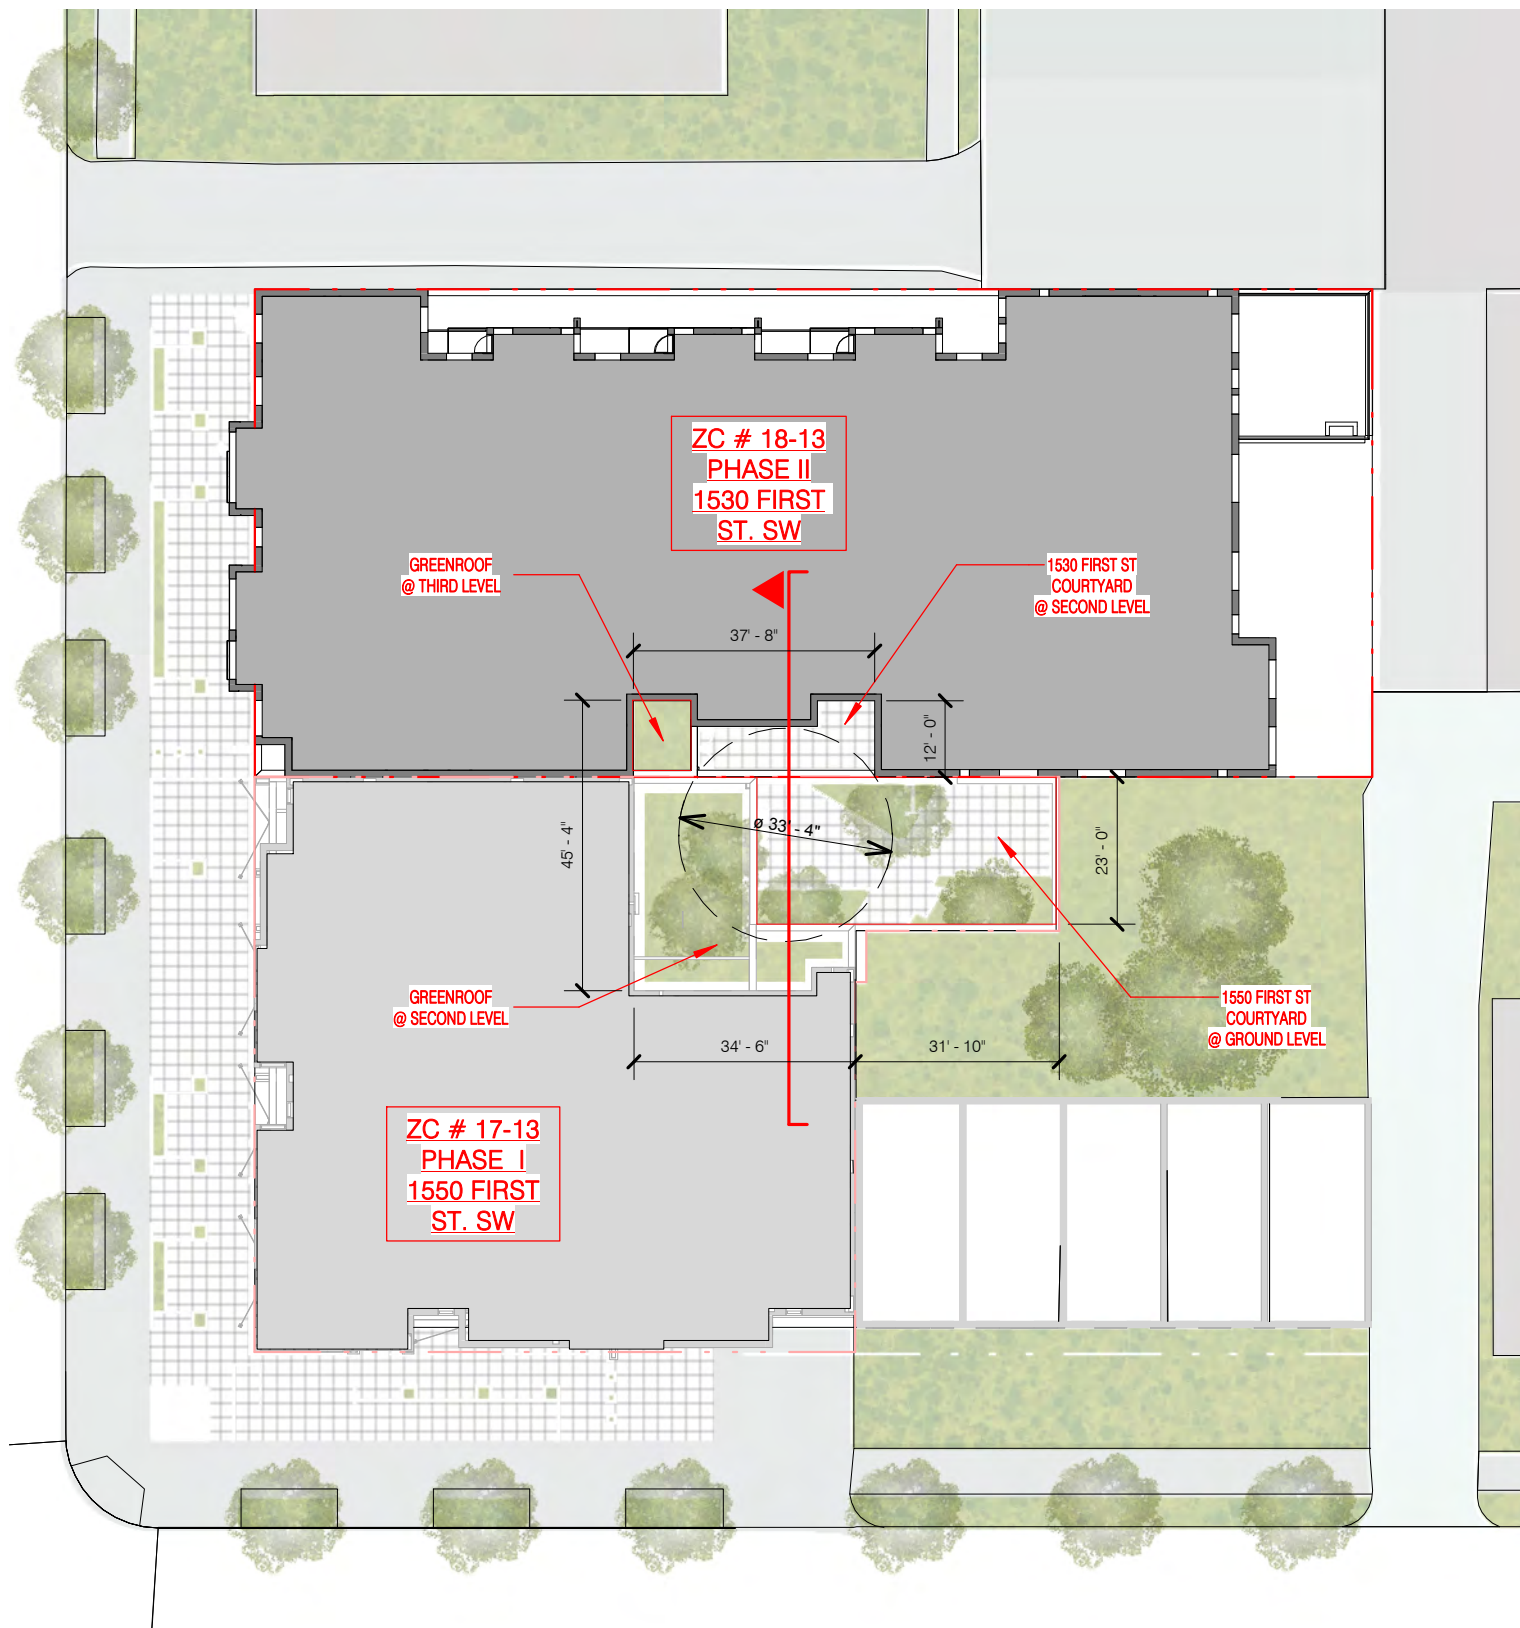 ZC # 18-13
PHASE II
1530 FIRST
ST. SW
GREENROOF
@ THIRD LEVEL
1530 FIRST ST
COURTYARD
@ SECOND LEVEL
37' - 8"
12' - 0"
45' - 4"
ø 33' - 4"
23' - 0"
GREENROOF
@ SECOND LEVEL
1550 FIRST ST
COURTYARD
@ GROUND LEVEL
34' - 6"
31' - 10"
ZC # 17-13
PHASE I
1550 FIRST
ST. SW